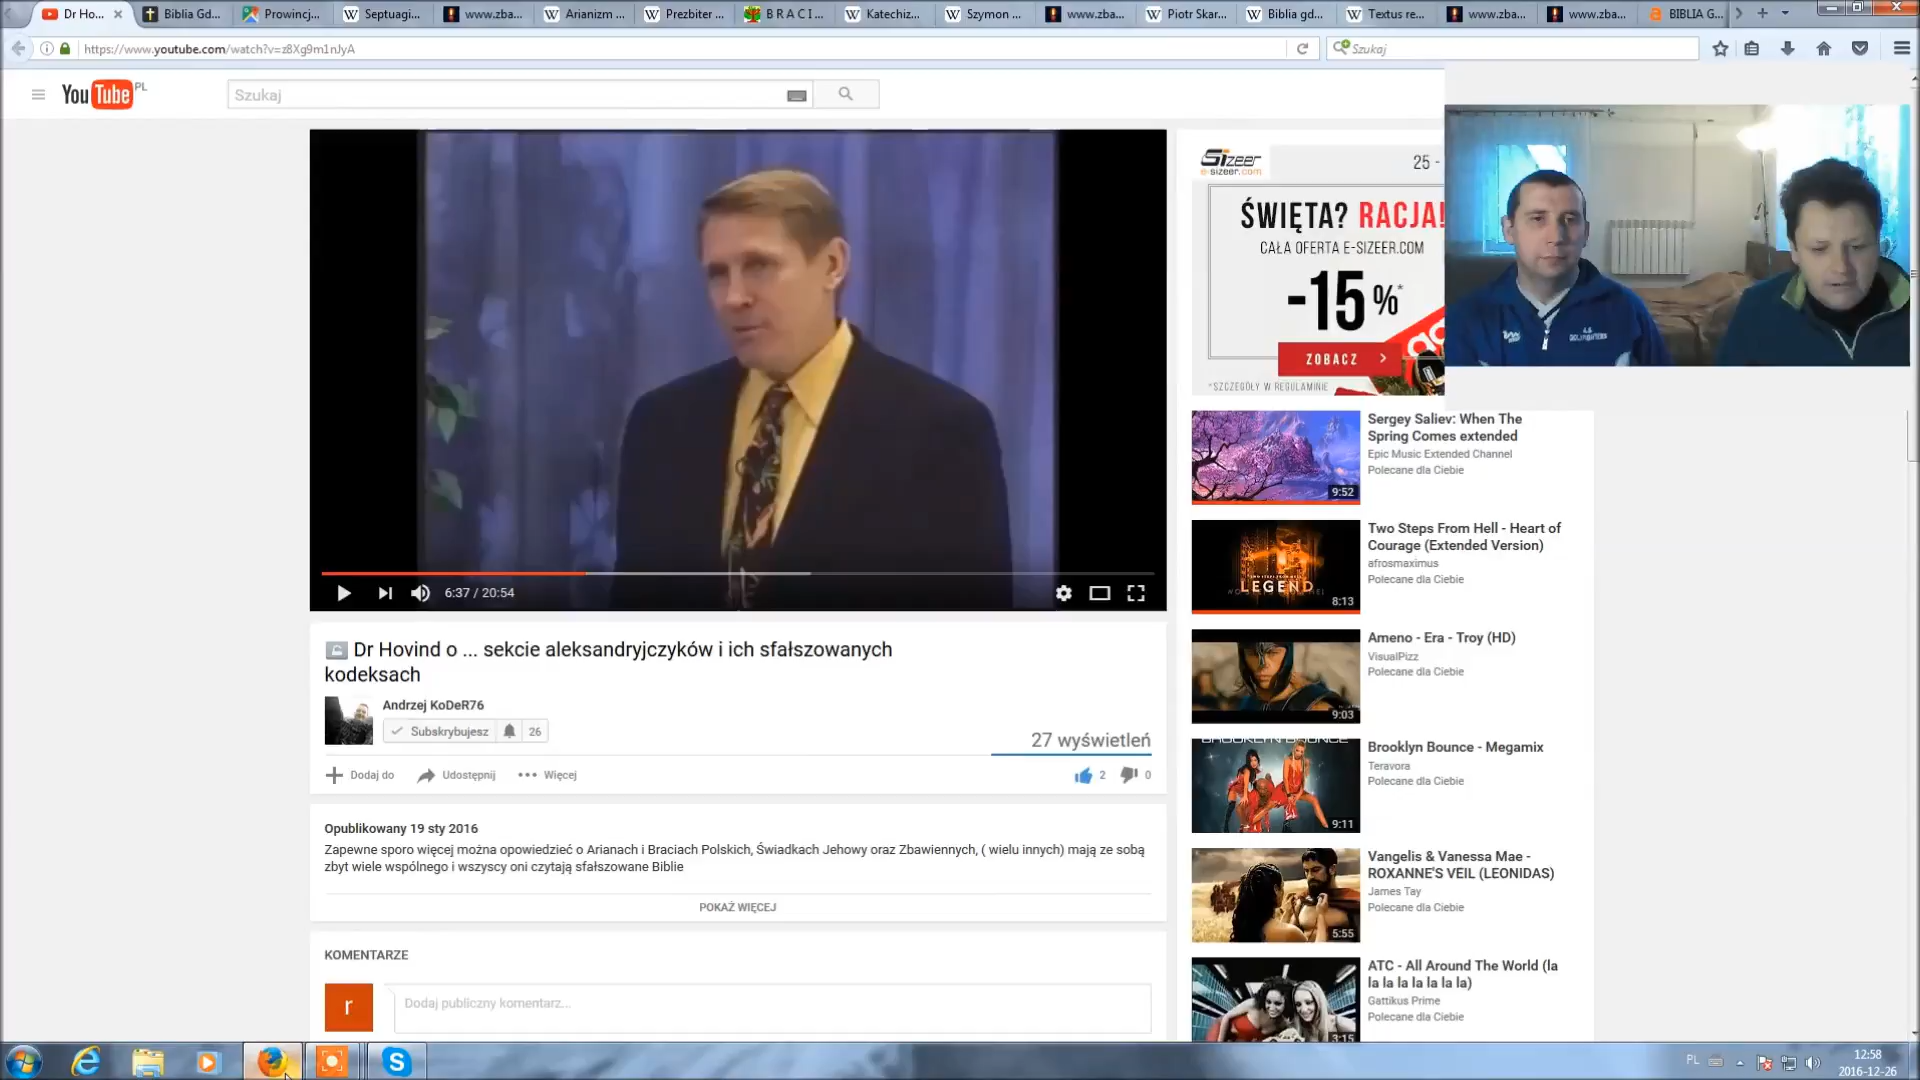 Dr Ho...
Biblia Gd...
Prowincj...
Septuagi...
www.zba...
Arianizm ...
Prezbiter ...
B R A C I ...
Katechiz...
Szymon ...
www.zba...
Piotr Skar...
Biblia gd...
Textus re...
www.zba...
www.zba...
BIBLIA G...
https://www.youtube.com/watch?v=z8Xg9m1nJyA
Szukaj
YouTube PL
Szukaj
Sizeer
e-sizeer.com
25 -
ŚWIĘTA? RACJA!
CAŁA OFERTA E-SIZEER.COM
-15%*
ZOBACZ
*SZCZEGÓŁY W REGULAMINIE
6:37 / 20:54
Dr Hovind o ... sekcie aleksandryjczyków i ich sfałszowanych
kodeksach
Andrzej KoDeR76
Subskrybujesz 26
27 wyświetleń
Dodaj do
Udostępnij
Więcej
2
0
Opublikowany 19 sty 2016
Zapewne sporo więcej można opowiedzieć o Arianach i Braciach Polskich, Świadkach Jehowy oraz Zbawiennych, ( wielu innych) mają ze sobą
zbyt wiele wspólnego i wszyscy oni czytają sfałszowane Biblie
POKAŻ WIĘCEJ
KOMENTARZE
r
Dodaj publiczny komentarz...
Sergey Saliev: When The
Spring Comes extended
Epic Music Extended Channel
Polecane dla Ciebie
9:52
Two Steps From Hell - Heart of
Courage (Extended Version)
afrosmaximus
Polecane dla Ciebie
LEGEND
8:13
Ameno - Era - Troy (HD)
VisualPizz
Polecane dla Ciebie
9:03
BROOKLYN BOUNCE
Brooklyn Bounce - Megamix
Teravora
Polecane dla Ciebie
9:11
Vangelis & Vanessa Mae -
ROXANNE'S VEIL (LEONIDAS)
James Tay
Polecane dla Ciebie
5:55
ATC - All Around The World (la
la la la la la la la)
Gattikus Prime
Polecane dla Ciebie
3:15
PL
12:58
2016-12-26